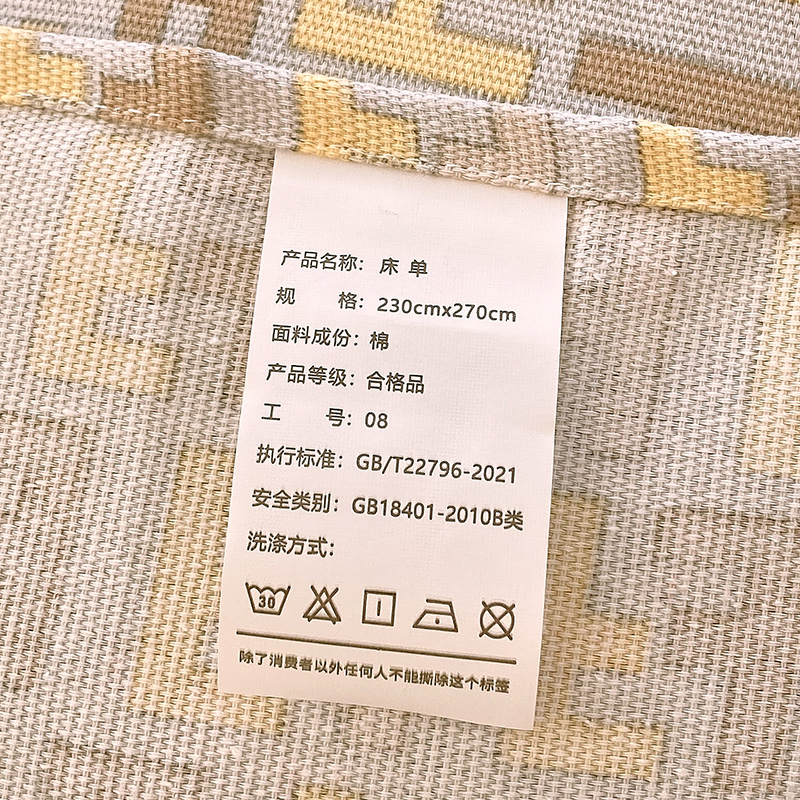 产品名称：床 单
规　　格：230cmx270cm
面料成份：棉
产品等级：合格品
工　　号：08
执行标准：GB/T22796-2021
安全类别：GB18401-2010B类
洗涤方式：
30
除了消费者以外任何人不能撕除这个标签